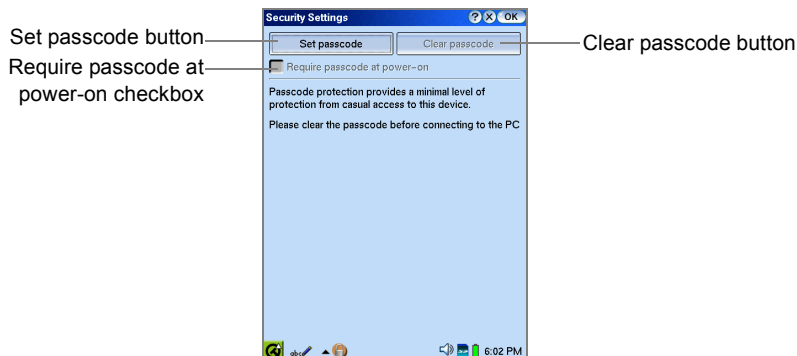 Security Settings
? X OK
Set passcode button
Set passcode
Clear passcode
Clear passcode button
Require passcode at
power-on checkbox
Require passcode at power-on
Passcode protection provides a minimal level of
protection from casual access to this device.
Please clear the passcode before connecting to the PC
abc
6:02 PM